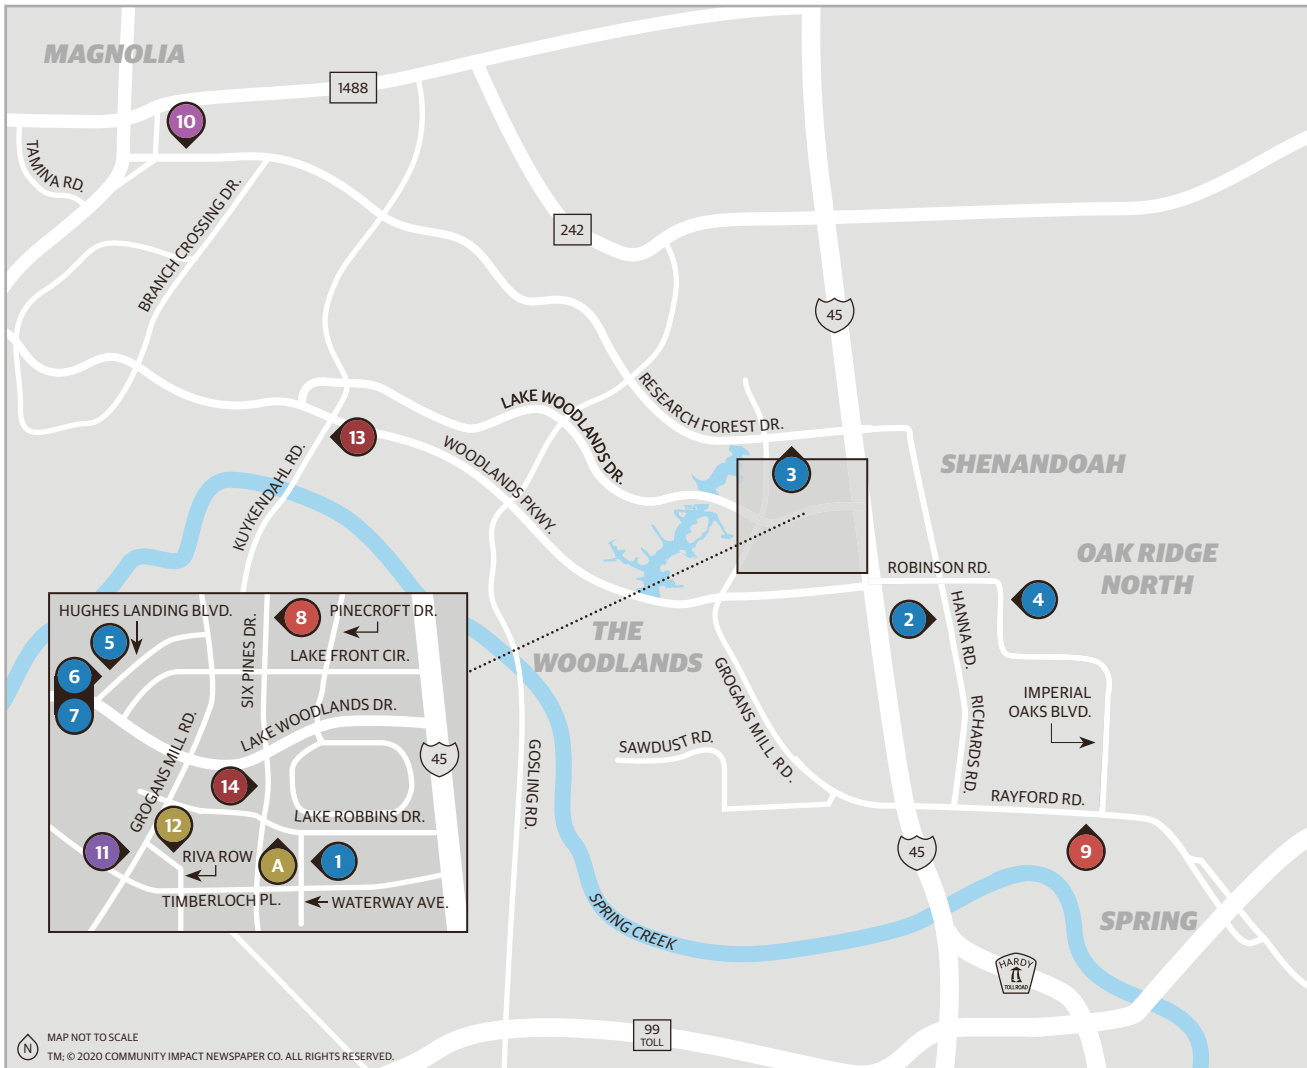 MAGNOLIA
1488
10
TAMINA RD.
BRANCH CROSSING DR.
242
45
RESEARCH FOREST DR.
LAKE WOODLANDS DR.
13
WOODLANDS PKWY.
KUYKENDAHL RD.
3
SHENANDOAH
OAK RIDGE
NORTH
ROBINSON RD.
2
4
HANNA RD.
THE
WOODLANDS
GROGANS MILL RD.
RICHARDS RD.
IMPERIAL
OAKS BLVD.
SAWDUST RD.
RAYFORD RD.
GOSLING RD.
45
9
SPRING CREEK
SPRING
HARDY
TOLL ROAD
99
TOLL
HUGHES LANDING BLVD.
5
6
7
8
PINECROFT DR.
LAKE FRONT CIR.
SIX PINES DR.
LAKE WOODLANDS DR.
45
GROGANS MILL RD.
14
12
LAKE ROBBINS DR.
11
RIVA ROW
A
1
TIMBERLOCH PL.
WATERWAY AVE.
N
MAP NOT TO SCALE
TM; © 2020 COMMUNITY IMPACT NEWSPAPER CO. ALL RIGHTS RESERVED.